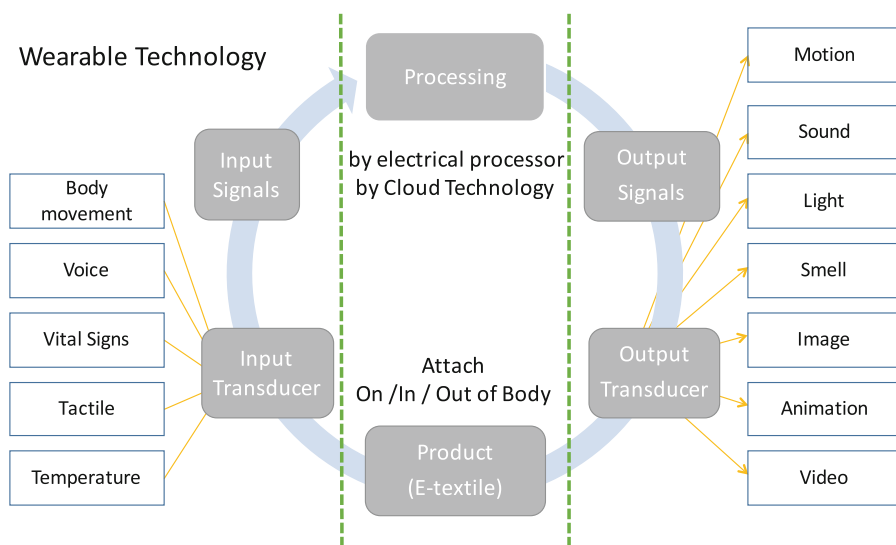 Wearable Technology
Processing
by electrical processor
by Cloud Technology
Input
Signals
Output
Signals
Body
movement
Voice
Vital Signs
Tactile
Temperature
Input
Transducer
Attach
On /In / Out of Body
Product
(E-textile)
Output
Transducer
Motion
Sound
Light
Smell
Image
Animation
Video